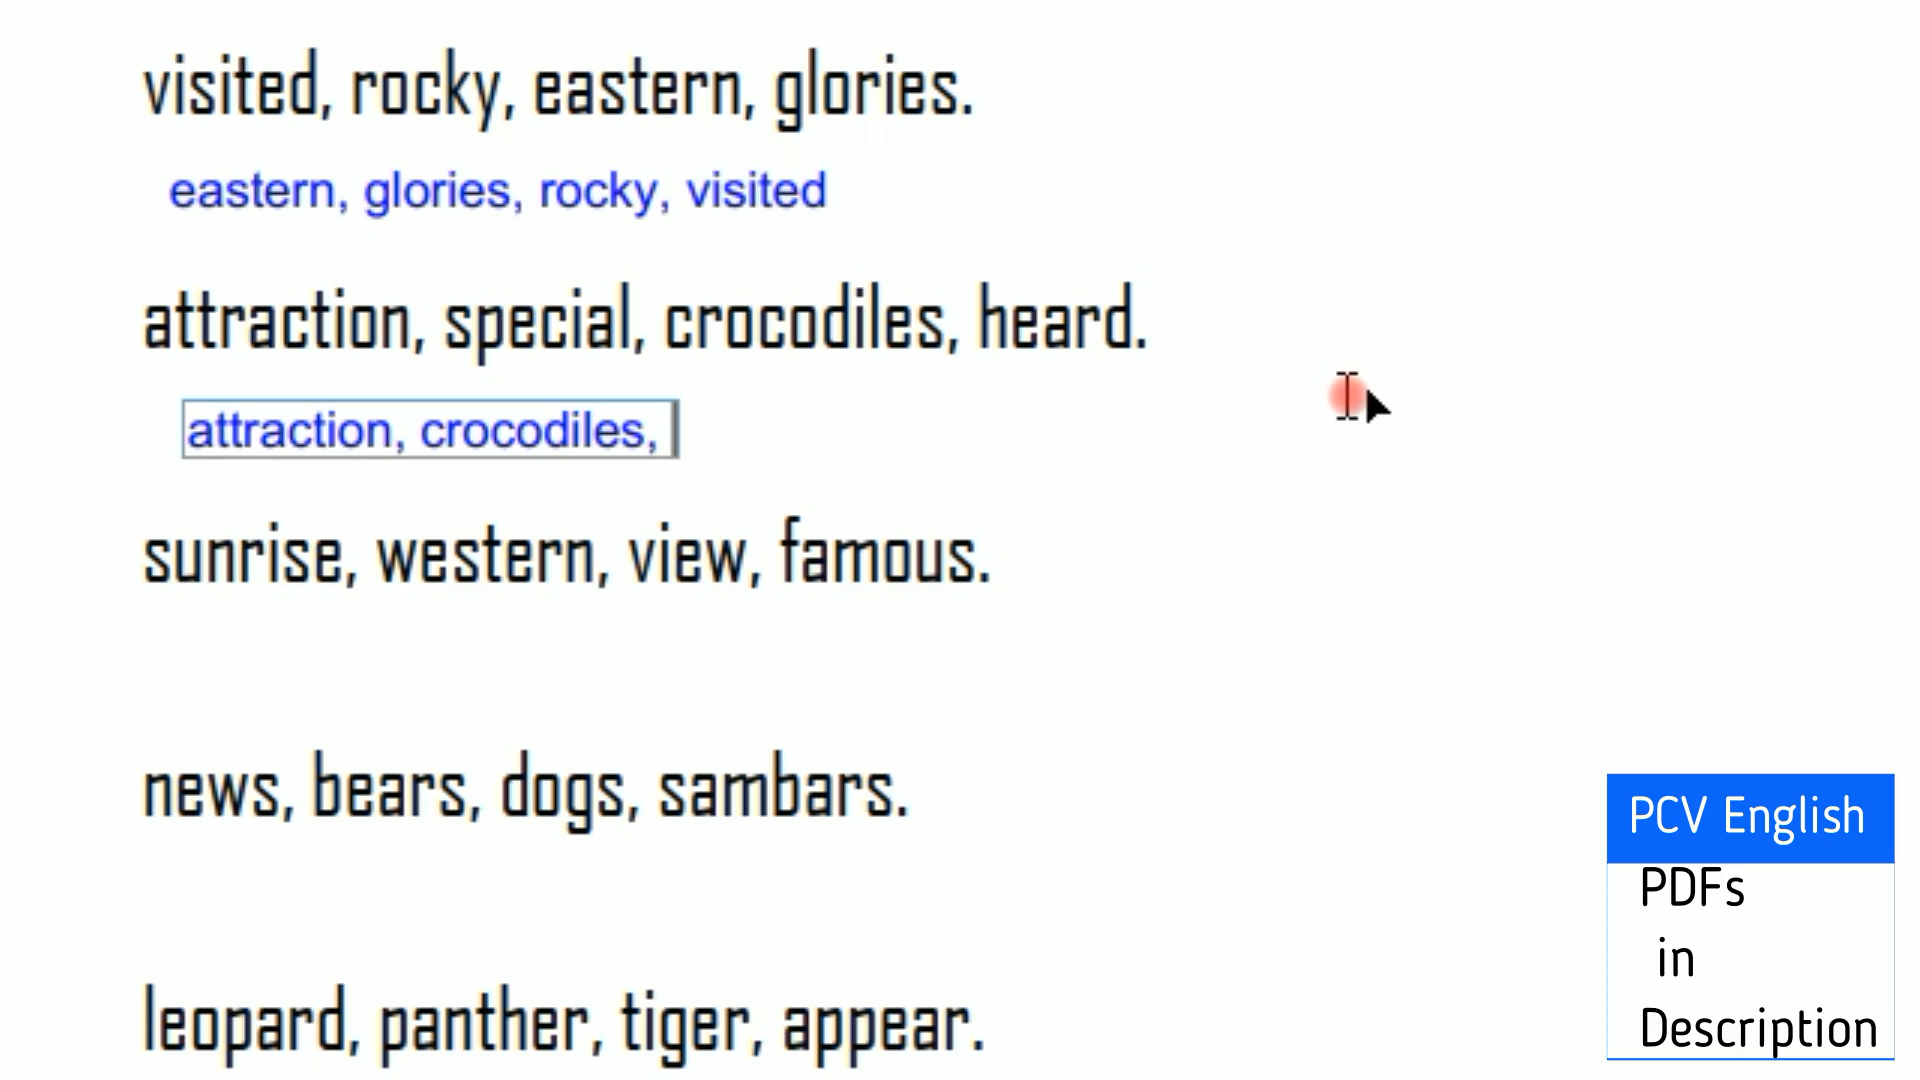 visited, rocky, eastern, glories.
eastern, glories, rocky, visited
attraction, special, crocodiles, heard.
attraction, crocodiles,
sunrise, western, view, famous.
news, bears, dogs, sambars.
leopard, panther, tiger, appear.
PCV English
PDFs
in
Description